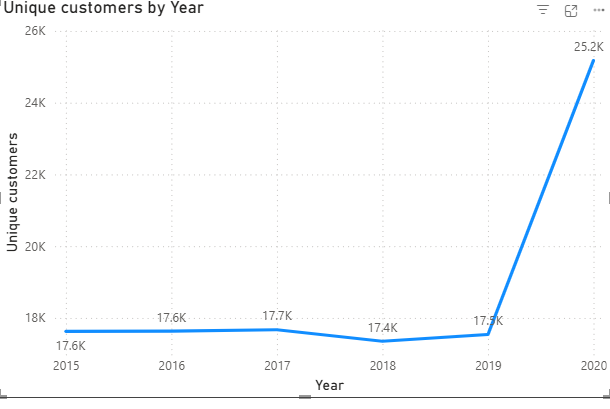 Unique customers by Year
26K
25.2K
24K
22K
Unique customers
20K
18K
17.6K
17.6K
17.7K
17.4K
17.5K
2015
2016
2017
2018
2019
2020
Year